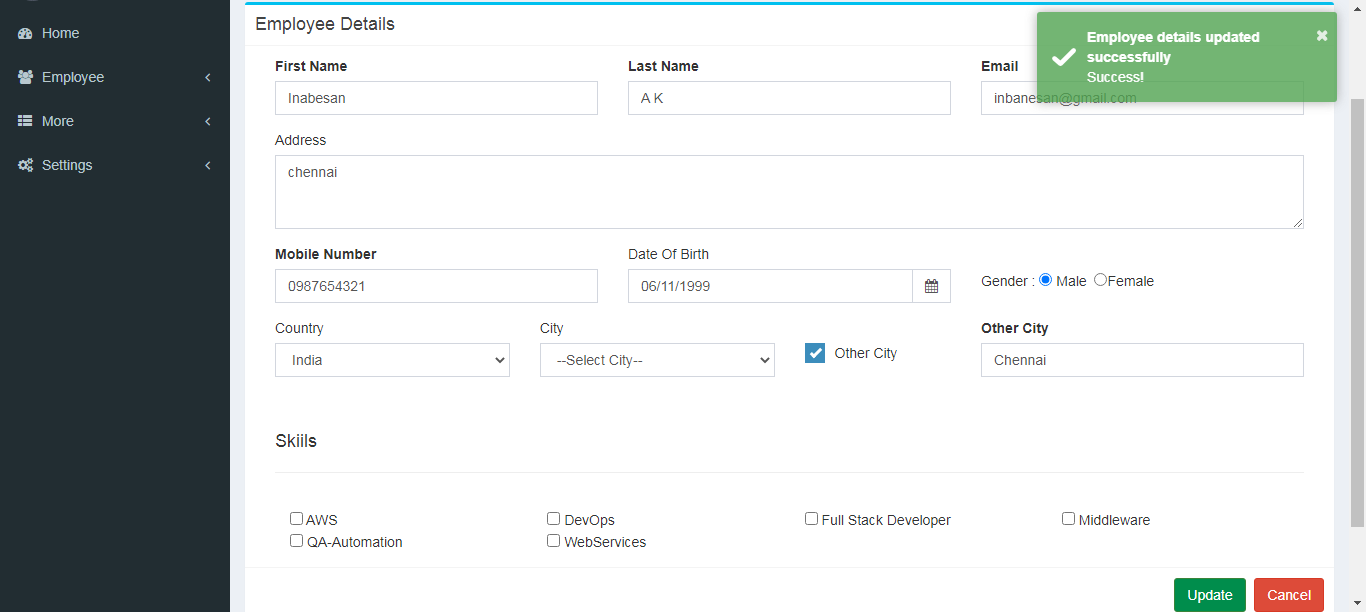 Home
Employee
More
Settings
Employee Details
Employee details updated
successfully
Success!
First Name
Last Name
Email
Inabesan
A K
inbanesan@gmail.com
Address
chennai
Mobile Number
Date Of Birth
0987654321
06/11/1999
Gender : Male Female
Country
City
Other City
Other City
India
--Select City--
Chennai
Skiils
AWS
DevOps
Full Stack Developer
Middleware
QA-Automation
WebServices
Update
Cancel